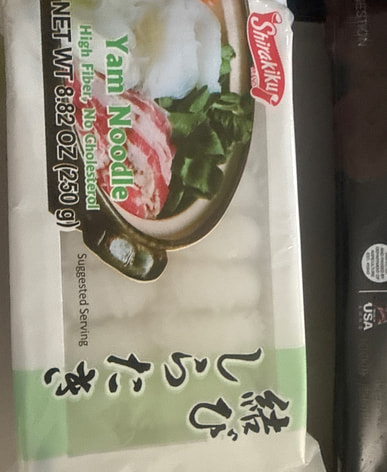 Shirakiku
Yam Noodle
High Fiber, No Cholesterol
NET WT 8.82 OZ (250 g)
Suggested Serving
結び
しらたき
USA